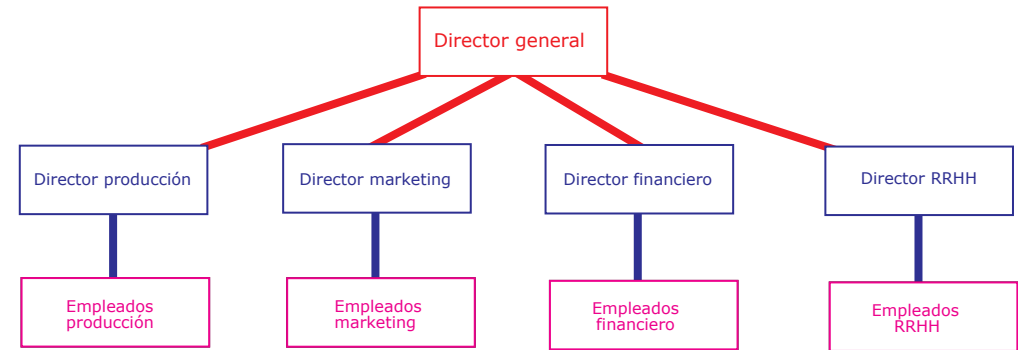 Director general
Director producción
Director marketing
Director financiero
Director RRHH
Empleados
producción
Empleados
marketing
Empleados
financiero
Empleados
RRHH